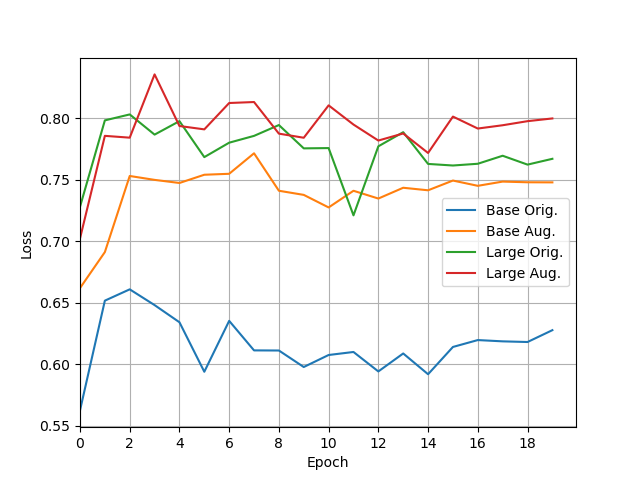 0.80
0.75
0.70
0.65
0.60
0.55
Loss
0 2 4 6 8 10 12 14 16 18
Epoch
Base Orig.
Base Aug.
Large Orig.
Large Aug.